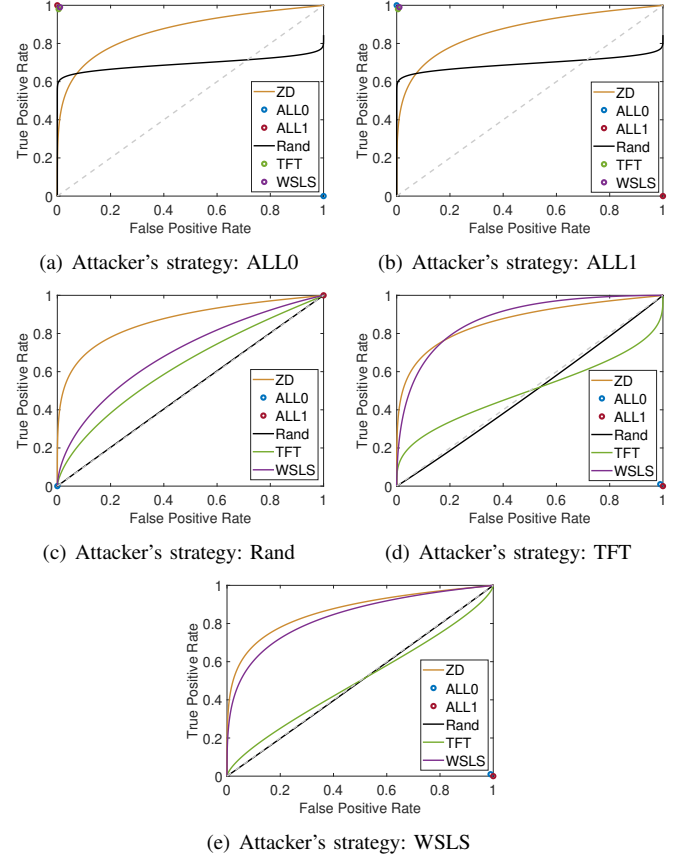 1
0.8
0.6
0.4
0.2
0
True Positive Rate
0 0.2 0.4 0.6 0.8 1
False Positive Rate
ZD
ALL0
ALL1
Rand
TFT
WSLS
(a) Attacker's strategy: ALL0
1
0.8
0.6
0.4
0.2
0
True Positive Rate
0 0.2 0.4 0.6 0.8 1
False Positive Rate
ZD
ALL0
ALL1
Rand
TFT
WSLS
(b) Attacker's strategy: ALL1
1
0.8
0.6
0.4
0.2
0
True Positive Rate
0 0.2 0.4 0.6 0.8 1
False Positive Rate
ZD
ALL0
ALL1
Rand
TFT
WSLS
(c) Attacker's strategy: Rand
1
0.8
0.6
0.4
0.2
0
True Positive Rate
0 0.2 0.4 0.6 0.8 1
False Positive Rate
ZD
ALL0
ALL1
Rand
TFT
WSLS
(d) Attacker's strategy: TFT
1
0.8
0.6
0.4
0.2
0
True Positive Rate
0 0.2 0.4 0.6 0.8 1
False Positive Rate
ZD
ALL0
ALL1
Rand
TFT
WSLS
(e) Attacker's strategy: WSLS